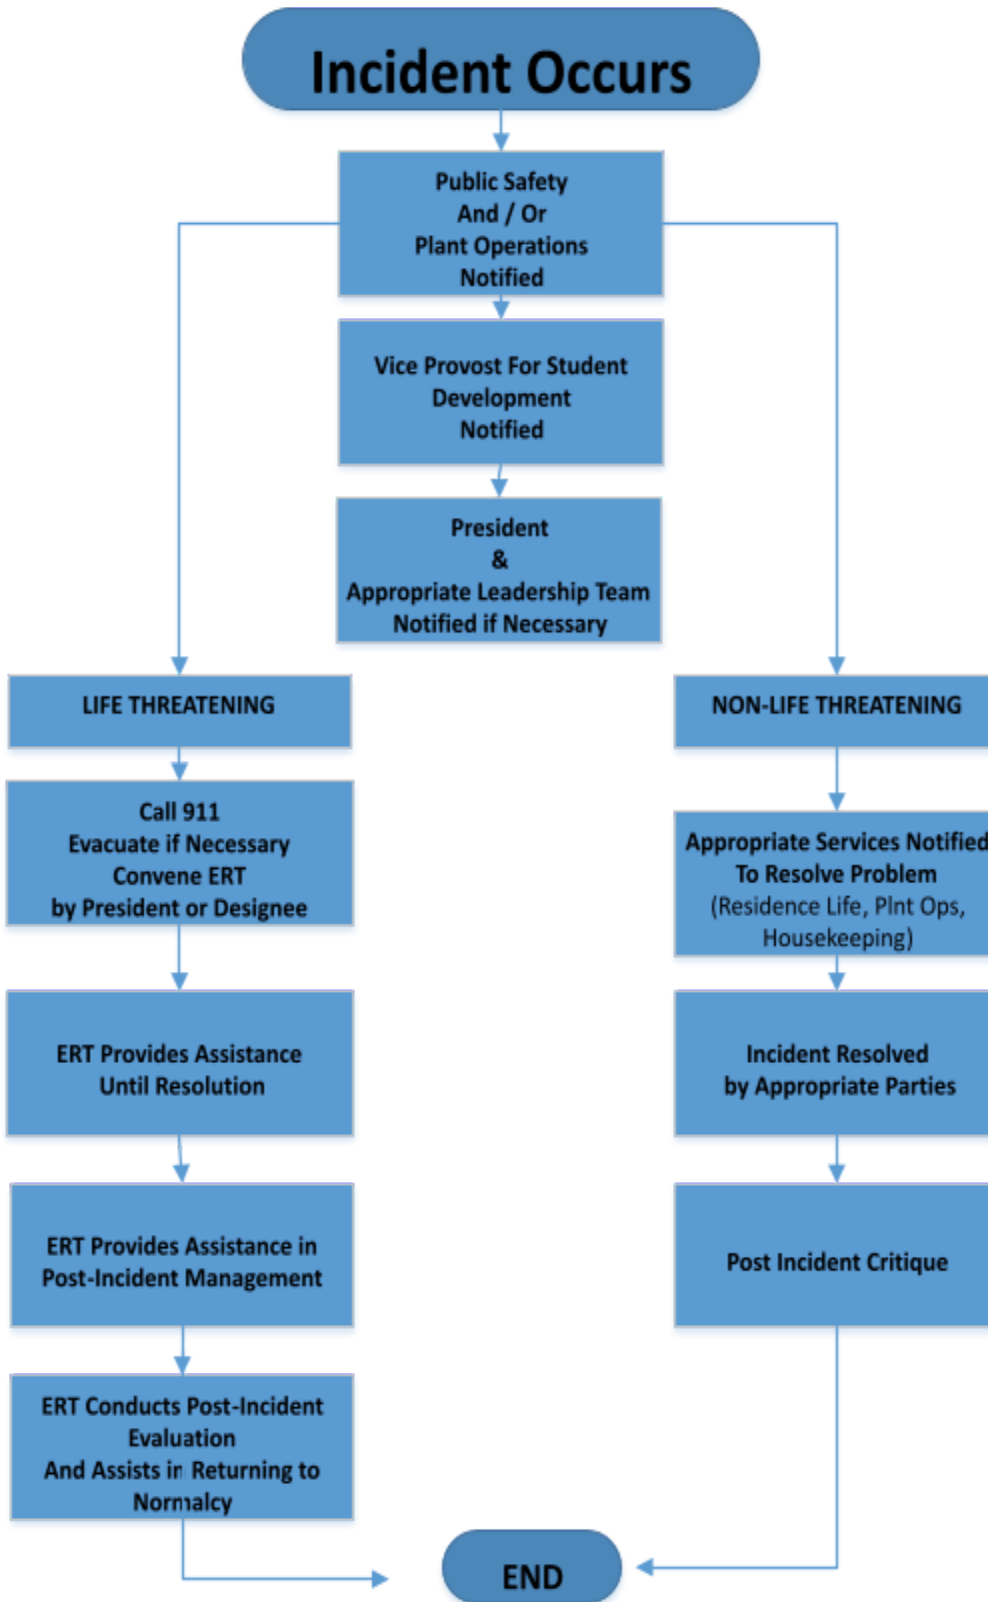 Incident Occurs
Public Safety
And / Or
Plant Operations
Notified
Vice Provost For Student
Development
Notified
President
&
Appropriate Leadership Team
Notified if Necessary
LIFE THREATENING
Call 911
Evacuate if Necessary
Convene ERT
by President or Designee
ERT Provides Assistance
Until Resolution
ERT Provides Assistance in
Post-Incident Management
ERT Conducts Post-Incident
Evaluation
And Assists in Returning to
Normalcy
NON-LIFE THREATENING
Appropriate Services Notified
To Resolve Problem
(Residence Life, Plnt Ops,
Housekeeping)
Incident Resolved
by Appropriate Parties
Post Incident Critique
END